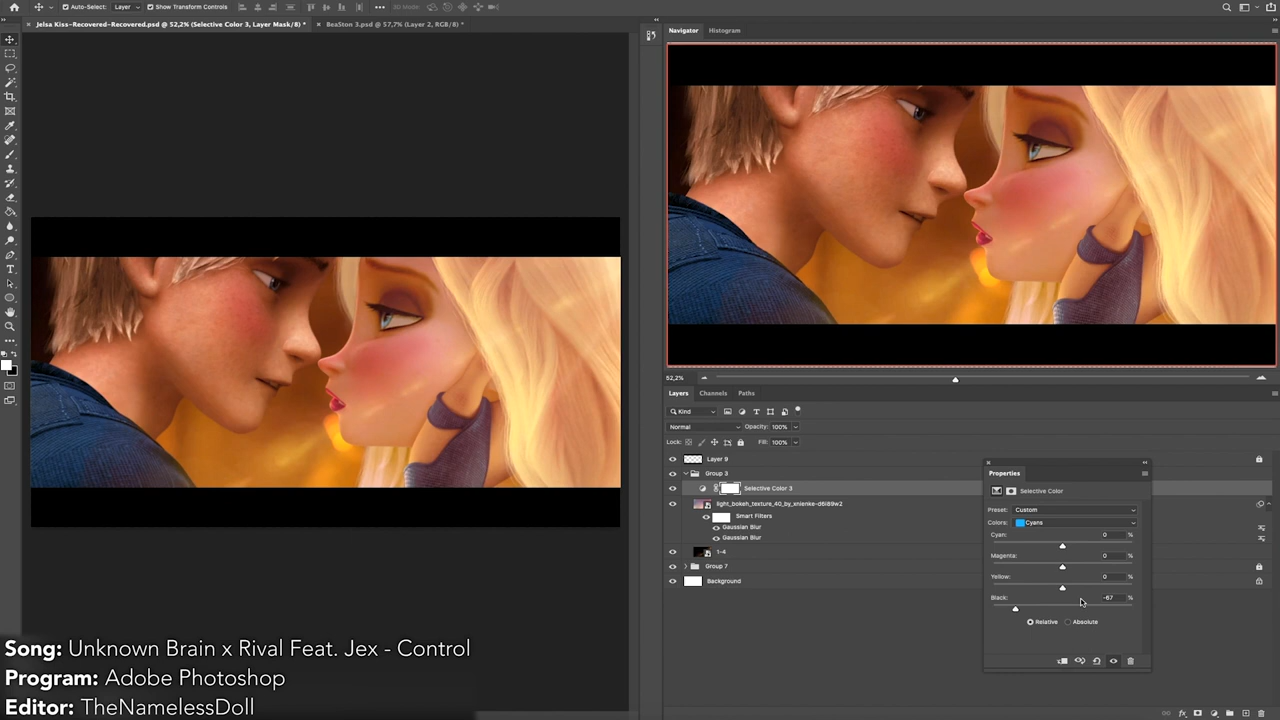 Auto-Select: Layer Show Transform Controls 3D Mode:
Jelsa Kiss-Recovered-Recovered.psd @ 52,2% (Selective Color 3, Layer Mask/8) *
BeaSton 3.psd @ 57,7% (Layer 2, RGB/8) *
Navigator Histogram
52,2%
Layers Channels Paths
Kind
Normal Opacity: 100%
Lock: Fill: 100%
Layer 9
Group 3
Selective Color 3
light_bokeh_texture_40_by_xnienke-d6i89w2
Smart Filters
Gaussian Blur
Gaussian Blur
1-4
Group 7
Background
Properties
Selective Color
Preset: Custom
Colors: Cyans
Cyan: 0 %
Magenta: 0 %
Yellow: 0 %
Black: -67 %
Relative Absolute
Song: Unknown Brain x Rival Feat. Jex - Control
Program: Adobe Photoshop
Editor: TheNamelessDoll